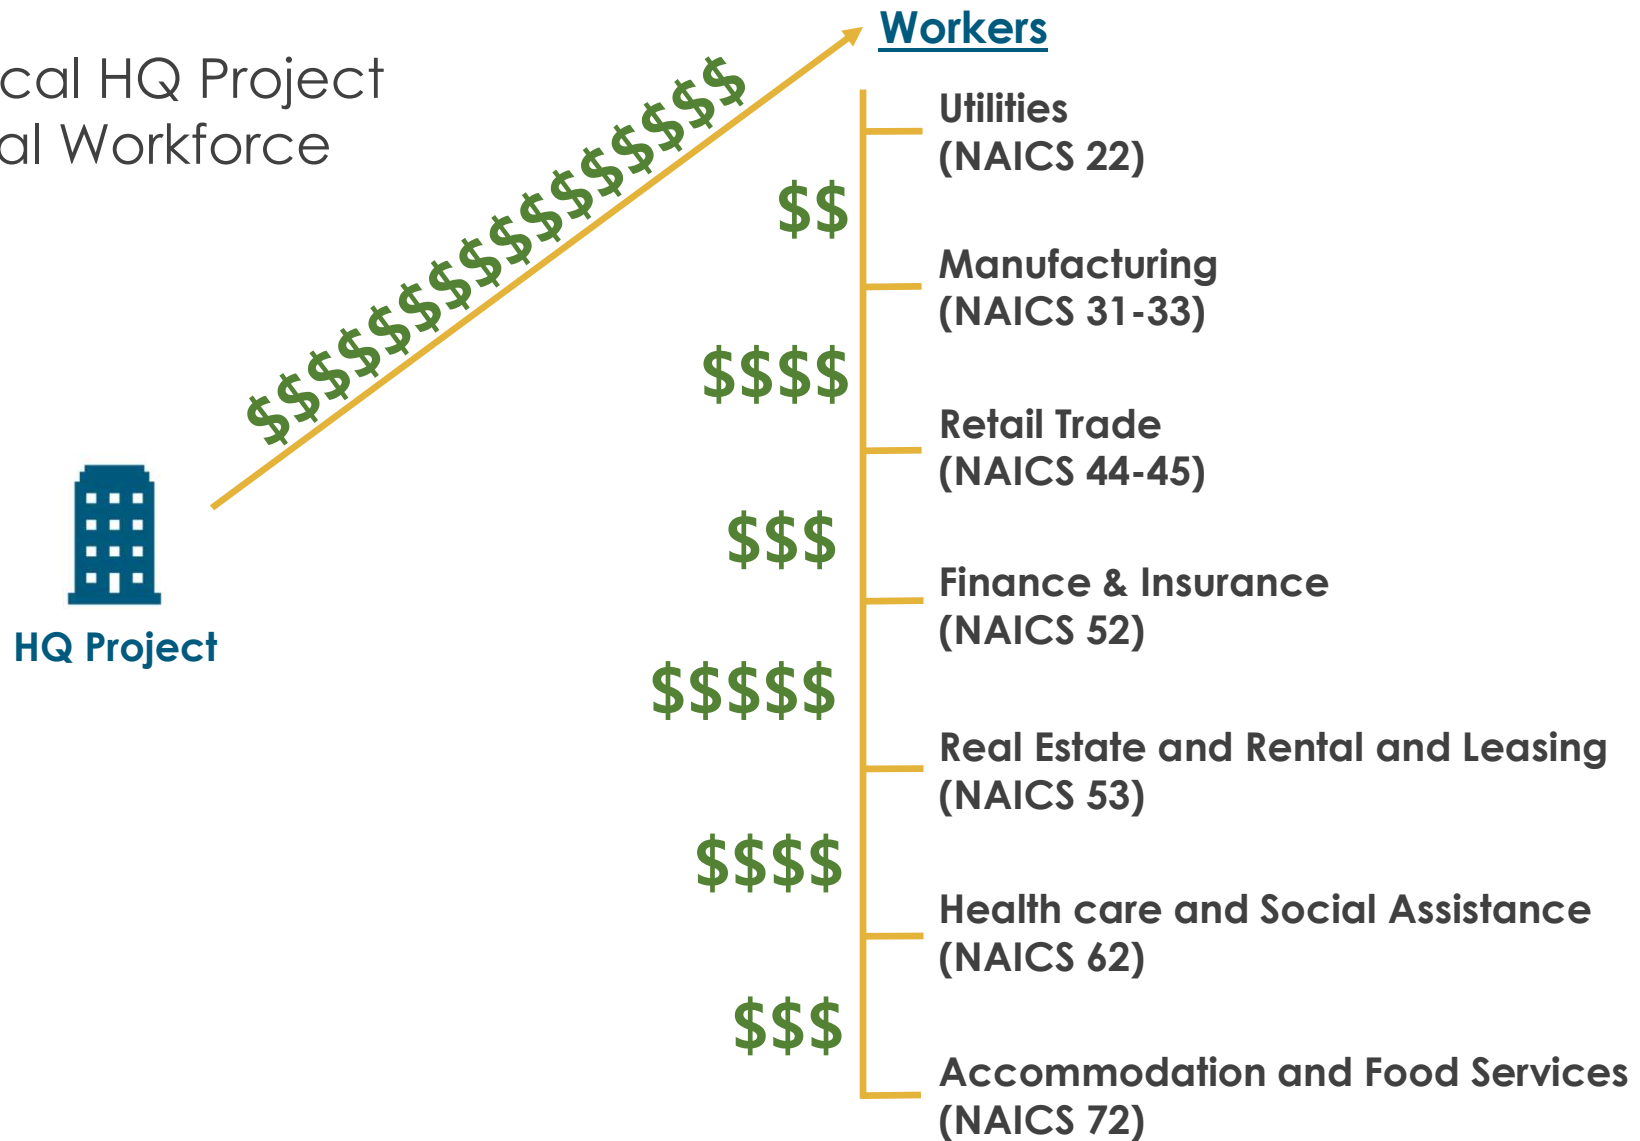 cal HQ Project
al Workforce
$$$$$$$$$$$$$$$$
Workers
Utilities
(NAICS 22)
$$
Manufacturing
(NAICS 31-33)
$$$$
Retail Trade
(NAICS 44-45)
$$$
Finance & Insurance
(NAICS 52)
HQ Project
$$$$$
Real Estate and Rental and Leasing
(NAICS 53)
$$$$
Health care and Social Assistance
(NAICS 62)
$$$
Accommodation and Food Services
(NAICS 72)